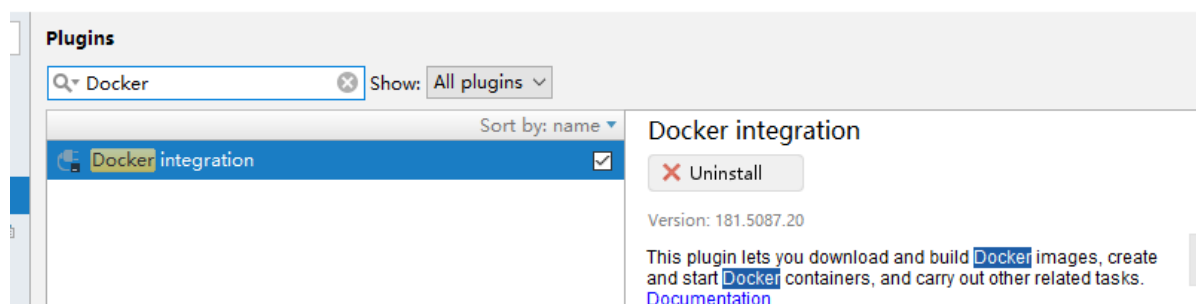 Plugins
Docker Show: All plugins
Sort by: name
Docker integration
Docker integration
Uninstall
Version: 181.5087.20
This plugin lets you download and build Docker images, create
and start Docker containers, and carry out other related tasks.
Documentation